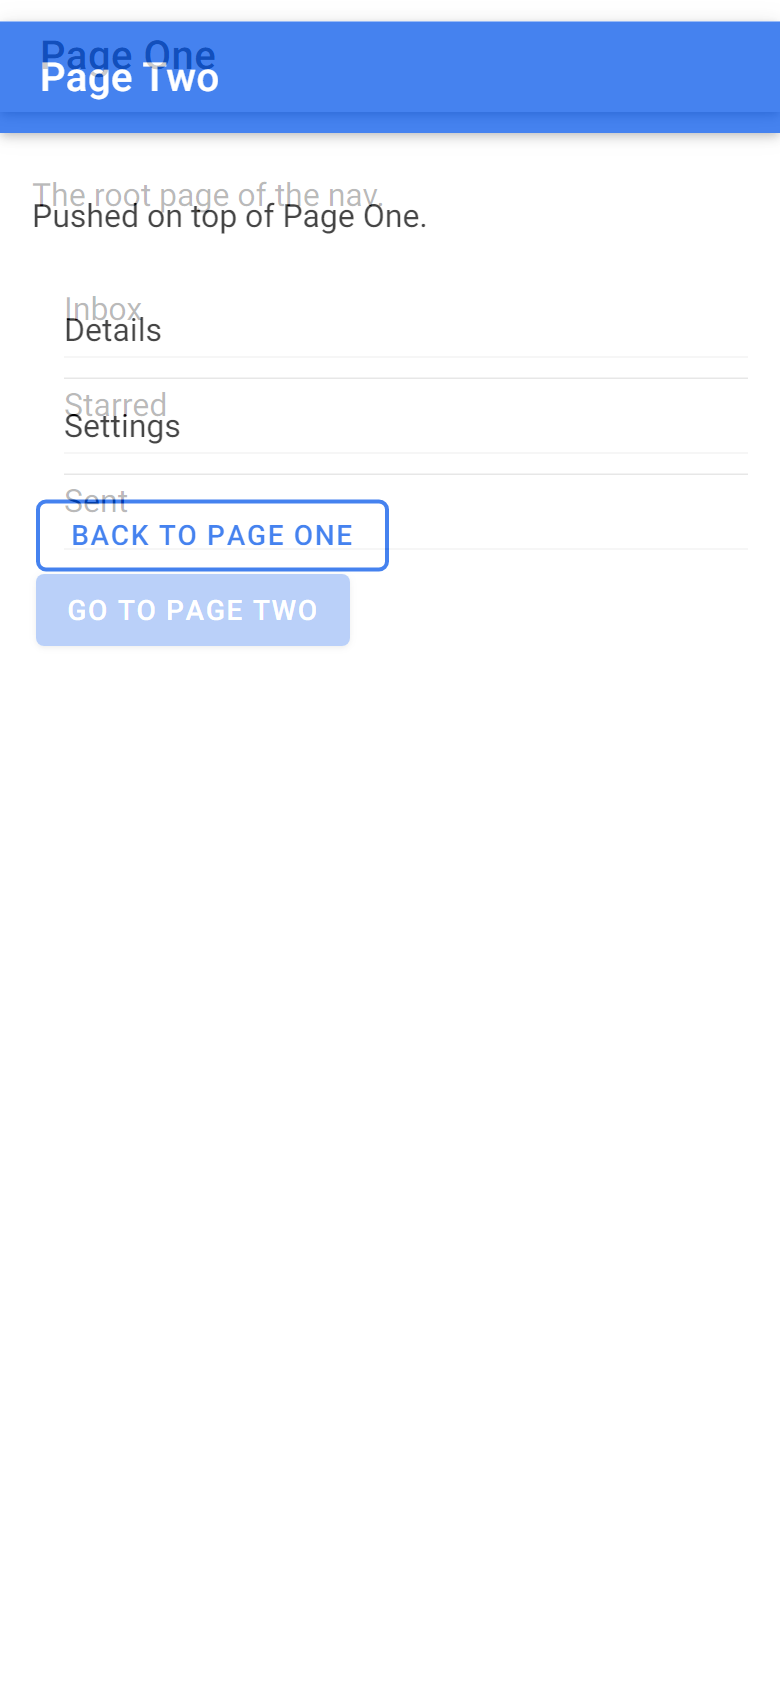 Page One
Page Two
The root page of the nav.
Pushed on top of Page One.
Inbox
Details
Starred
Settings
Sent
BACK TO PAGE ONE
GO TO PAGE TWO